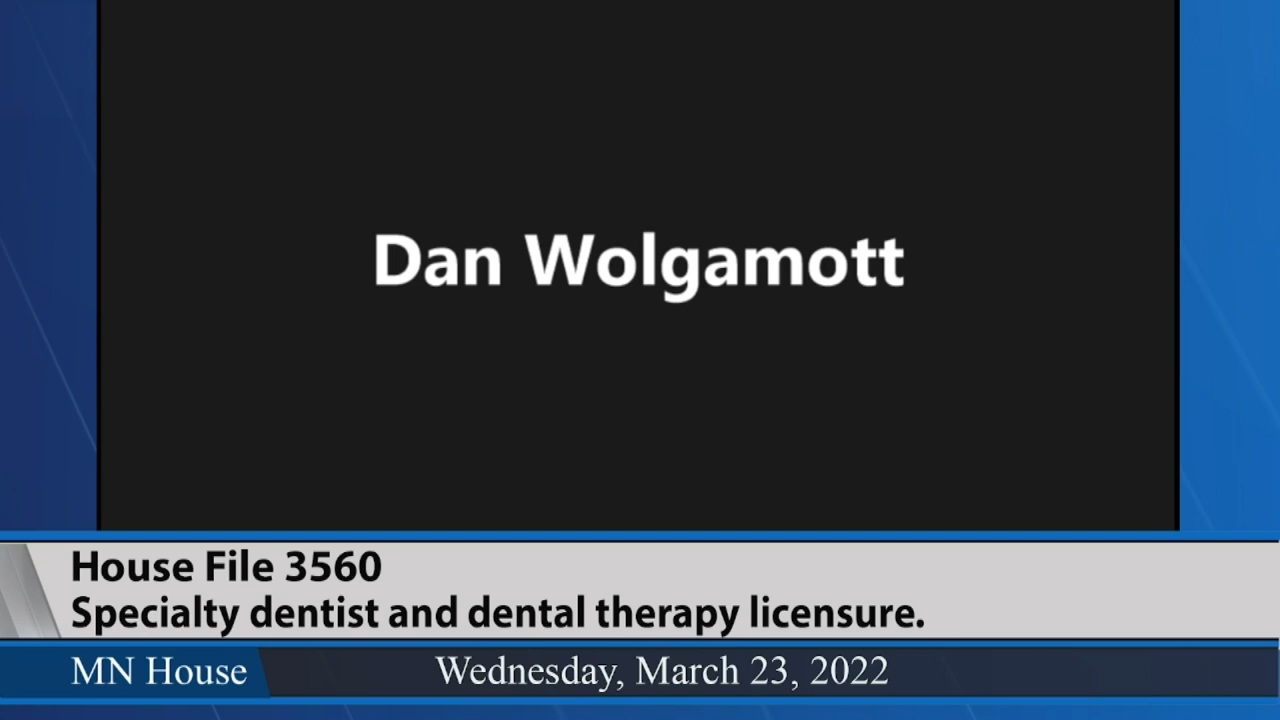 Dan Wolgamott
House File 3560
Specialty dentist and dental therapy licensure.
MN House
Wednesday, March 23, 2022